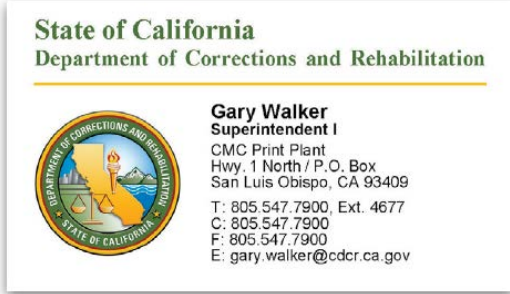 State of California
Department of Corrections and Rehabilitation
DEPARTMENT OF CORRECTIONS AND REHABILITATION
STATE OF CALIFORNIA
Gary Walker
Superintendent I
CMC Print Plant
Hwy. 1 North / P.O. Box
San Luis Obispo, CA 93409
T: 805.547.7900, Ext. 4677
C: 805.547.7900
F: 805.547.7900
E: gary.walker@cdcr.ca.gov